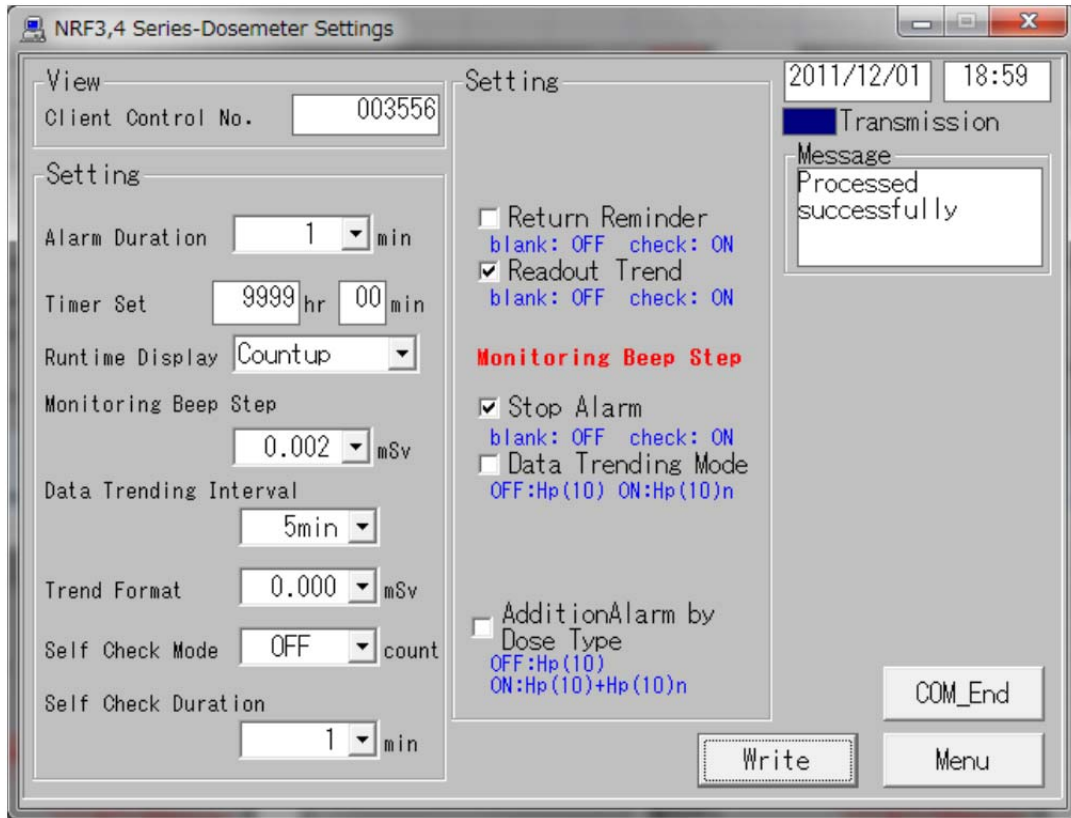 NRF3,4 Series-Dosemeter Settings
View
Client Control No. 003556
Setting
Alarm Duration 1 min
Timer Set 9999 hr 00 min
Runtime Display Countup
Monitoring Beep Step
0.002 mSv
Data Trending Interval
5min
Trend Format 0.000 mSv
Self Check Mode OFF count
Self Check Duration
1 min
Setting
Return Reminder
blank: OFF check: ON
Readout Trend
blank: OFF check: ON
Monitoring Beep Step
Stop Alarm
blank: OFF check: ON
Data Trending Mode
OFF:Hp(10) ON:Hp(10)n
AdditionAlarm by
Dose Type
OFF:Hp(10)
ON:Hp(10)+Hp(10)n
2011/12/01 18:59
Transmission
Message
Processed
successfully
COM_End
Write
Menu